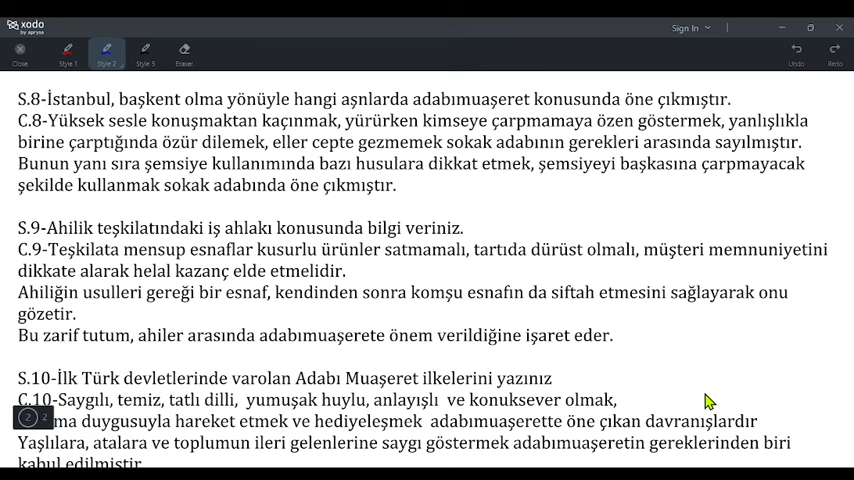 xodo
by apryse
Sign In
Close
Style 1
Style 2
Style 3
Eraser
Undo
Redo
S.8-İstanbul, başkent olma yönüyle hangi aşnlarda adabımuaşeret konusunda öne çıkmıştır.
C.8-Yüksek sesle konuşmaktan kaçınmak, yürürken kimseye çarpmamaya özen göstermek, yanlışlıkla
birine çarptığında özür dilemek, eller cepte gezmemek sokak adabının gerekleri arasında sayılmıştır.
Bunun yanı sıra şemsiye kullanımında bazı husulara dikkat etmek, şemsiyeyi başkasına çarpmayacak
şekilde kullanmak sokak adabında öne çıkmıştır.
S.9-Ahilik teşkilatındaki iş ahlakı konusunda bilgi veriniz.
C.9-Teşkilata mensup esnaflar kusurlu ürünler satmamalı, tartıda dürüst olmalı, müşteri memnuniyetini
dikkate alarak helal kazanç elde etmelidir.
Ahiliğin usulleri gereği bir esnaf, kendinden sonra komşu esnafın da siftah etmesini sağlayarak onu
gözetir.
Bu zarif tutum, ahiler arasında adabımuaşerete önem verildiğine işaret eder.
S.10-İlk Türk devletlerinde varolan Adabı Muaşeret ilkelerini yazınız
C.10-Saygılı, temiz, tatlı dilli, yumuşak huylu, anlayışlı ve konuksever olmak,
2 2
ma duygusuyla hareket etmek ve hediyeleşmek adabımuaşerette öne çıkan davranışlardır
Yaşlılara, atalara ve toplumun ileri gelenlerine saygı göstermek adabımuaşeretin gereklerinden biri
kabul edilmiştir.